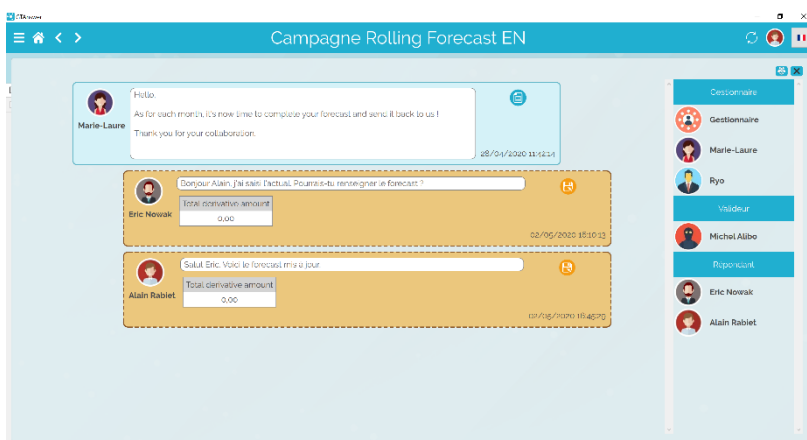 Campagne Rolling Forecast EN
Hello,
As for each month, it's now time to complete your forecast and send it back to us !
Thank you for your collaboration.
Marie-Laure
28/04/2020 11:42:14
Bonjour Alain, j'ai saisi l'actual. Pourrais-tu renseigner le forecast ?
Eric Nowak
Total derivative amount
0,00
02/05/2020 16:10:13
Salut Eric. Voici le forecast mis a jour
Alain Rabiet
Total derivative amount
0,00
02/05/2020 16:45:29
Gestionnaire
Gestionnaire
Marie-Laure
Ryo
Valideur
Michel Alibo
Répondant
Eric Nowak
Alain Rabiet